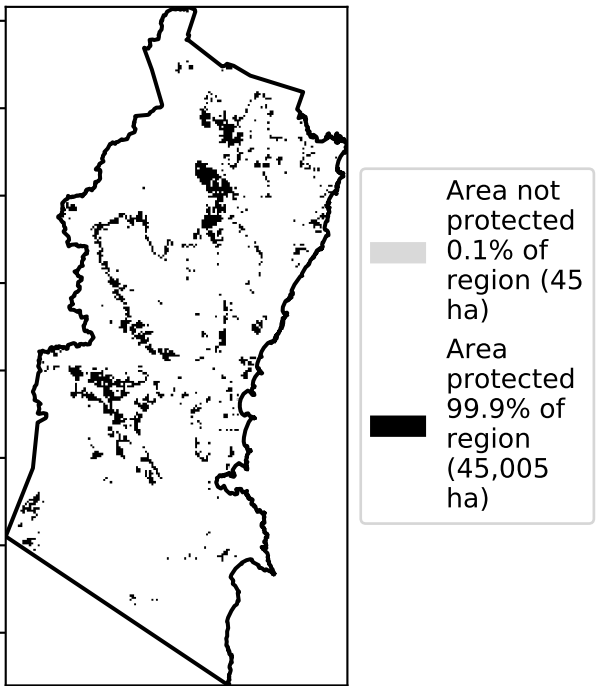 Area not
protected
0.1% of
region (45
ha)
Area
protected
99.9% of
region
(45,005
ha)